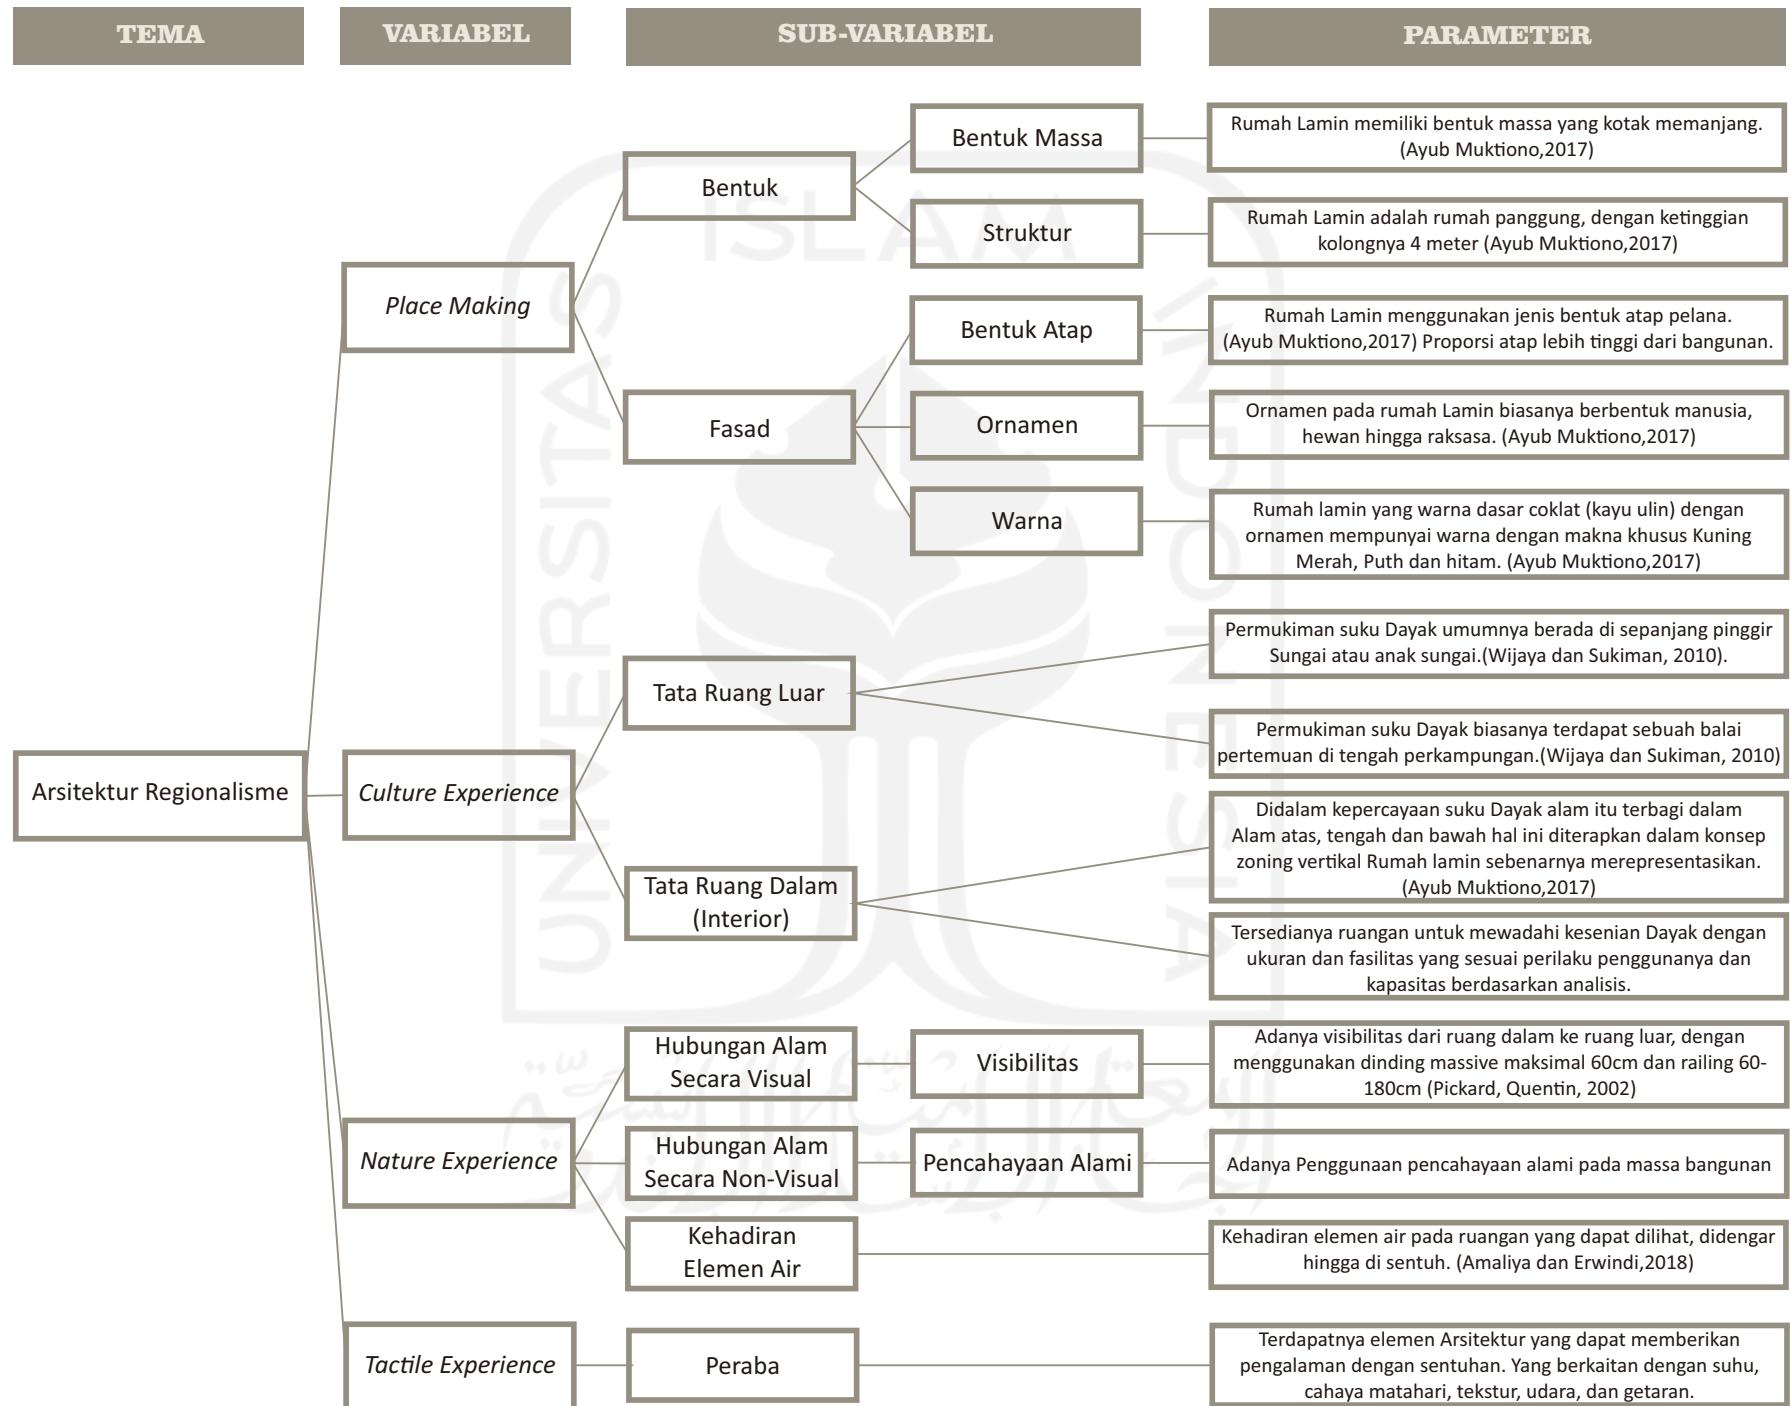 TEMA
VARIABEL
SUB-VARIABEL
PARAMETER
Arsitektur Regionalisme
Place Making
Bentuk
Bentuk Massa
Rumah Lamin memiliki bentuk massa yang kotak memanjang.
(Ayub Muktiono,2017)
Struktur
Rumah Lamin adalah rumah panggung, dengan ketinggian
kolongnya 4 meter (Ayub Muktiono,2017)
Fasad
Bentuk Atap
Rumah Lamin menggunakan jenis bentuk atap pelana.
(Ayub Muktiono,2017) Proporsi atap lebih tinggi dari bangunan.
Ornamen
Ornamen pada rumah Lamin biasanya berbentuk manusia,
hewan hingga raksasa. (Ayub Muktiono,2017)
Warna
Rumah lamin yang warna dasar coklat (kayu ulin) dengan
ornamen mempunyai warna dengan makna khusus Kuning
Merah, Puth dan hitam. (Ayub Muktiono,2017)
Culture Experience
Tata Ruang Luar
Permukiman suku Dayak umumnya berada di sepanjang pinggir
Sungai atau anak sungai.(Wijaya dan Sukiman, 2010).
Permukiman suku Dayak biasanya terdapat sebuah balai
pertemuan di tengah perkampungan.(Wijaya dan Sukiman, 2010)
Tata Ruang Dalam
(Interior)
Didalam kepercayaan suku Dayak alam itu terbagi dalam
Alam atas, tengah dan bawah hal ini diterapkan dalam konsep
zoning vertikal Rumah lamin sebenarnya merepresentasikan.
(Ayub Muktiono,2017)
Tersedianya ruangan untuk mewadahi kesenian Dayak dengan
ukuran dan fasilitas yang sesuai perilaku penggunanya dan
kapasitas berdasarkan analisis.
Nature Experience
Hubungan Alam
Secara Visual
Visibilitas
Adanya visibilitas dari ruang dalam ke ruang luar, dengan
menggunakan dinding massive maksimal 60cm dan railing 60-
180cm (Pickard, Quentin, 2002)
Hubungan Alam
Secara Non-Visual
Pencahayaan Alami
Adanya Penggunaan pencahayaan alami pada massa bangunan
Kehadiran
Elemen Air
Kehadiran elemen air pada ruangan yang dapat dilihat, didengar
hingga di sentuh. (Amaliya dan Erwindi,2018)
Tactile Experience
Peraba
Terdapatnya elemen Arsitektur yang dapat memberikan
pengalaman dengan sentuhan. Yang berkaitan dengan suhu,
cahaya matahari, tekstur, udara, dan getaran.
UNIVERSITAS
ISLAM
INDONESIA